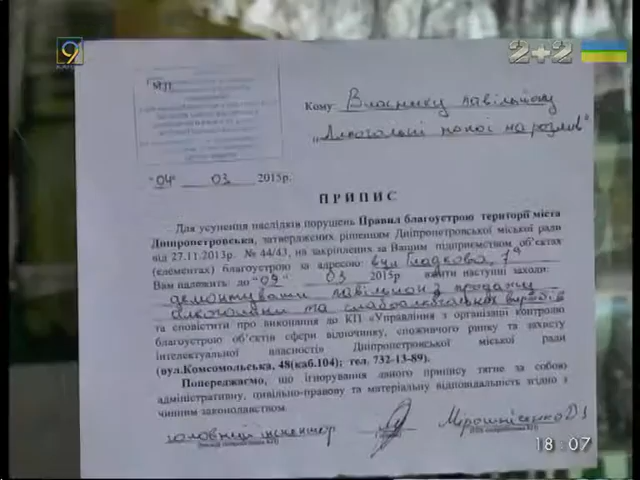 9
2+2
МП
Кому: Власнику павільйону
„Алкогольні напої на розлив"
"04" 03 2015р.
ПРИПИС
Для усунення наслідків порушень Правил благоустрою території міста
Дніпропетровська, затверджених рішенням Дніпропетровської міської ради
від 27.11.2013р. № 44/43, на закріплених за Вашим підприємством об'єктах
(елементах) благоустрою за адресою: вул Гладкова,
Вам належить до "09" 03 2015р вжити наступні заходи:
демонтувати павільйон з продажу
та слабоалкогольних виробів
та сповістити про виконання до КП «Управління з організації контролю
благоустрою об'єктів сфери відпочинку, споживчого ринку та захисту
інтелектуальної власності» Дніпропетровської міської ради
(вул.Комсомольська, 48(каб.104); тел. 732-13-89).
Попереджаємо, що ігнорування даного припису тягне за собою
адміністративну, цивільно-правову та матеріальну відповідальність згідно з
чинним законодавством.
головний інженер Мірошніченко
18:07